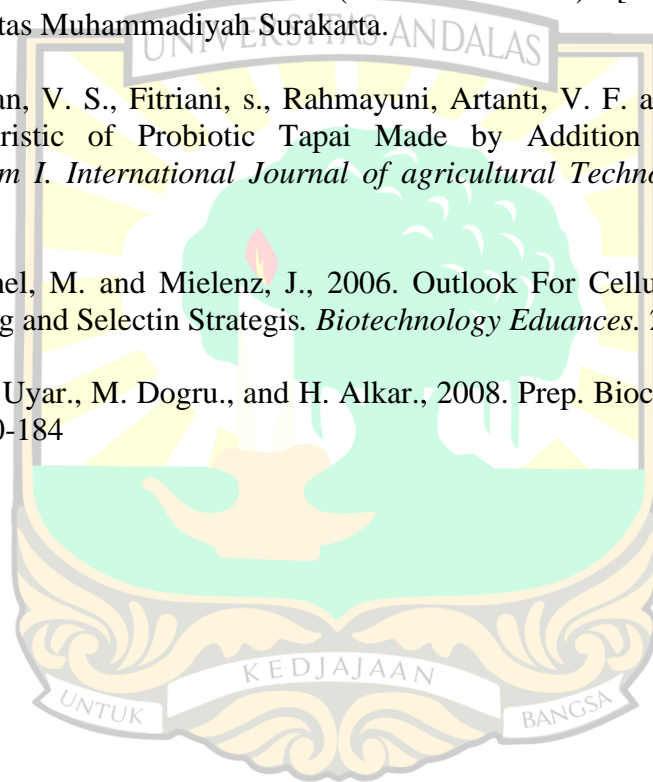 tas Muhammadiyah Surakarta.
UNIVERSITAS ANDALAS
an, V. S., Fitriani, s., Rahmayuni, Artanti, V. F. a
ristic of Probiotic Tapai Made by Addition
m I. International Journal of agricultural Techno
nel, M. and Mielenz, J., 2006. Outlook For Cellu
g and Selectin Strategis. Biotechnology Eduances.
Uyar., M. Dogru., and H. Alkar., 2008. Prep. Bioc
0-184
KEDJAJAAN
UNTUK
BANGSA